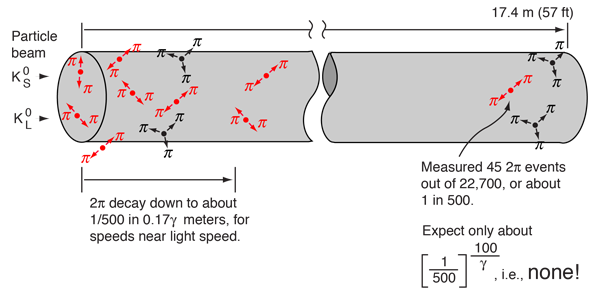 17.4 m (57 ft)
Particle
beam
K⁰S
K⁰L
π π π π π π π
π π π π π π π π
π π π π π π π
π π π π π π π
π π π π
2π decay down to about
1/500 in 0.17γ meters, for
speeds near light speed.
Measured 45 2π events
out of 22,700, or about
1 in 500.
Expect only about
[1/500]^(100/γ), i.e., none!